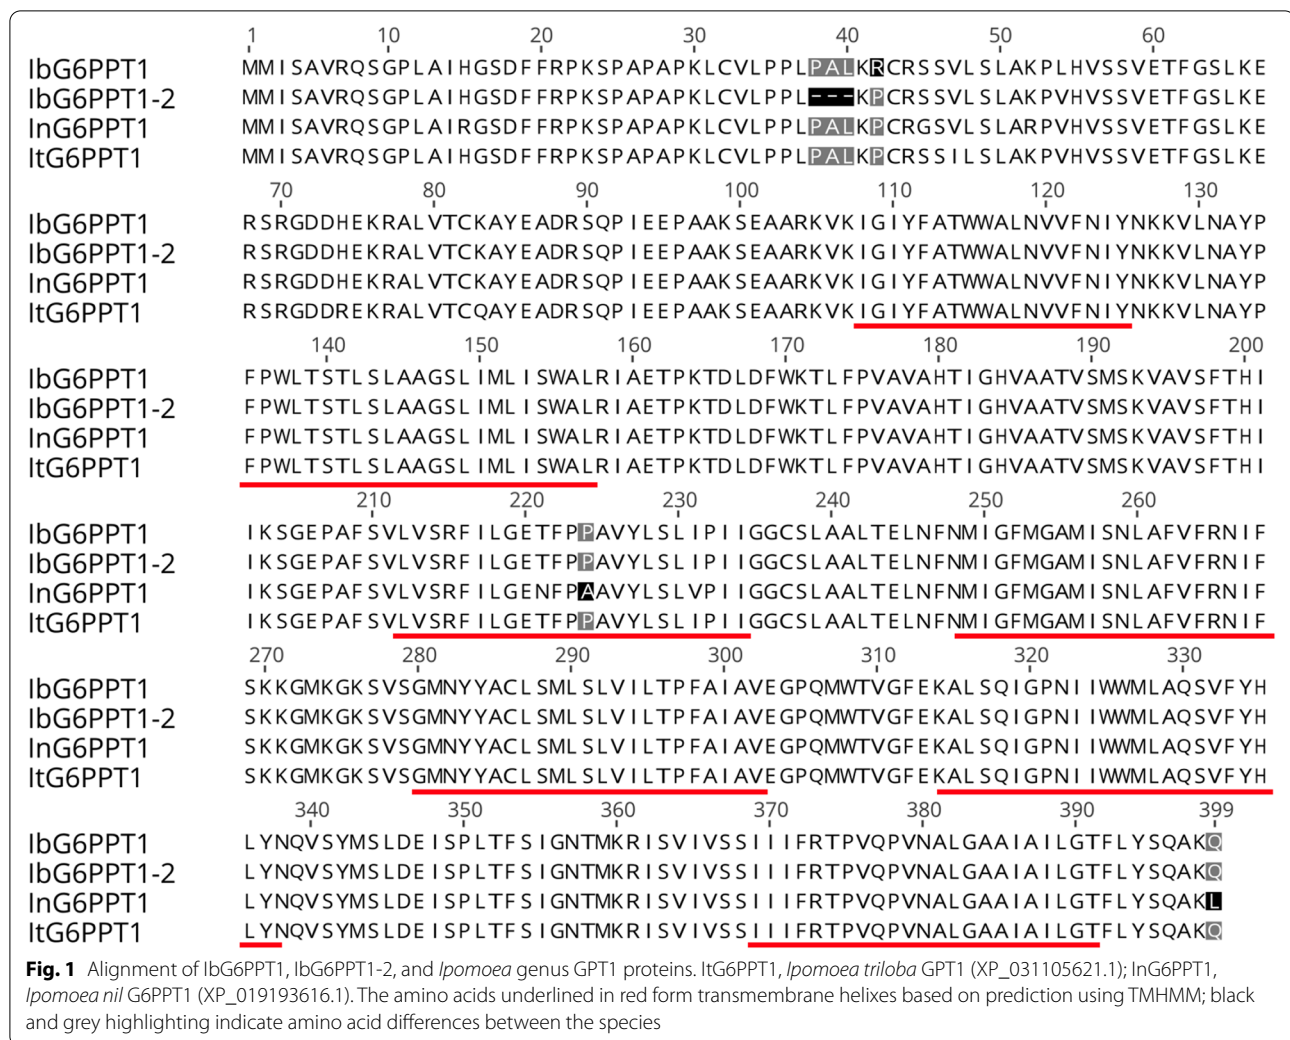 1 10 20 30 40 50 60
IbG6PPT1 MMISAVRQSGPLAIHGSDFFRPKSPAPAPKLCVLPPLPALKRCRSSVLSLAKPLHVSSVETFGSLKE
IbG6PPT1-2 MMISAVRQSGPLAIHGSDFFRPKSPAPAPKLCVLPPL---KPCRSSVLSLAKPVHVSSVETFGSLKE
InG6PPT1 MMISAVRQSGPLAIRGSDFFRPKSPAPAPKLCVLPPLPALKPCRGSVLSLARPVHVSSVETFGSLKE
ItG6PPT1 MMISAVRQSGPLAIHGSDFFRPKSPAPAPKLCVLPPLPALKPCRSSILSLAKPVHVSSVETFGSLKE
70 80 90 100 110 120 130
IbG6PPT1 RSRGDDHEKRALVTCKAYEADRSQPIEEPAAKSEAARKVKIGIYFATWWALNVVFNIYNKKVLNAYP
IbG6PPT1-2 RSRGDDHEKRALVTCKAYEADRSQPIEEPAAKSEAARKVKIGIYFATWWALNVVFNIYNKKVLNAYP
InG6PPT1 RSRGDDHEKRALVTCKAYEADRSQPIEEPAAKSEAARKVKIGIYFATWWALNVVFNIYNKKVLNAYP
ItG6PPT1 RSRGDDREKRALVTCQAYEADRSQPIEEPAAKSEAARKVKIGIYFATWWALNVVFNIYNKKVLNAYP
140 150 160 170 180 190 200
IbG6PPT1 FPWLTSTLSLAAGSLIMLISWALRIAETPKTDLDFWKTLFPVAVAHTIGHVAATVSMSKVAVSFTHI
IbG6PPT1-2 FPWLTSTLSLAAGSLIMLISWALRIAETPKTDLDFWKTLFPVAVAHTIGHVAATVSMSKVAVSFTHI
InG6PPT1 FPWLTSTLSLAAGSLIMLISWALRIAETPKTDLDFWKTLFPVAVAHTIGHVAATVSMSKVAVSFTHI
ItG6PPT1 FPWLTSTLSLAAGSLIMLISWALRIAETPKTDLDFWKTLFPVAVAHTIGHVAATVSMSKVAVSFTHI
210 220 230 240 250 260
IbG6PPT1 IKSGEPAFSVLVSRFILGETFPPAVYLSLIPIIGGCSLAALTELNFNMIGFMGAMISNLAFVFRNIF
IbG6PPT1-2 IKSGEPAFSVLVSRFILGETFPPAVYLSLIPIIGGCSLAALTELNFNMIGFMGAMISNLAFVFRNIF
InG6PPT1 IKSGEPAFSVLVSRFILGENFPAAVYLSLVPIIGGCSLAALTELNFNMIGFMGAMISNLAFVFRNIF
ItG6PPT1 IKSGEPAFSVLVSRFILGETFPPAVYLSLIPIIGGCSLAALTELNFNMIGFMGAMISNLAFVFRNIF
270 280 290 300 310 320 330
IbG6PPT1 SKKGMKGKSVSGMNYYACLSMLSLVILTPFAIAVEGPQMWTVGFEKALSQIGPNIIWWMLAQSVFYH
IbG6PPT1-2 SKKGMKGKSVSGMNYYACLSMLSLVILTPFAIAVEGPQMWTVGFEKALSQIGPNIIWWMLAQSVFYH
InG6PPT1 SKKGMKGKSVSGMNYYACLSMLSLVILTPFAIAVEGPQMWTVGFEKALSQIGPNIIWWMLAQSVFYH
ItG6PPT1 SKKGMKGKSVSGMNYYACLSMLSLVILTPFAIAVEGPQMWTVGFEKALSQIGPNIIWWMLAQSVFYH
340 350 360 370 380 390 399
IbG6PPT1 LYNQVSYMSLDEISPLTFSIGNTMKRISVIVSSIIIFRTPVQPVNALGAAIAILGTFLYSQAKQ
IbG6PPT1-2 LYNQVSYMSLDEISPLTFSIGNTMKRISVIVSSIIIFRTPVQPVNALGAAIAILGTFLYSQAKQ
InG6PPT1 LYNQVSYMSLDEISPLTFSIGNTMKRISVIVSSIIIFRTPVQPVNALGAAIAILGTFLYSQAKL
ItG6PPT1 LYNQVSYMSLDEISPLTFSIGNTMKRISVIVSSIIIFRTPVQPVNALGAAIAILGTFLYSQAKQ
Fig. 1 Alignment of IbG6PPT1, IbG6PPT1-2, and Ipomoea genus GPT1 proteins. ItG6PPT1, Ipomoea triloba GPT1 (XP_031105621.1); InG6PPT1,
Ipomoea nil G6PPT1 (XP_019193616.1). The amino acids underlined in red form transmembrane helixes based on prediction using TMHMM; black
and grey highlighting indicate amino acid differences between the species